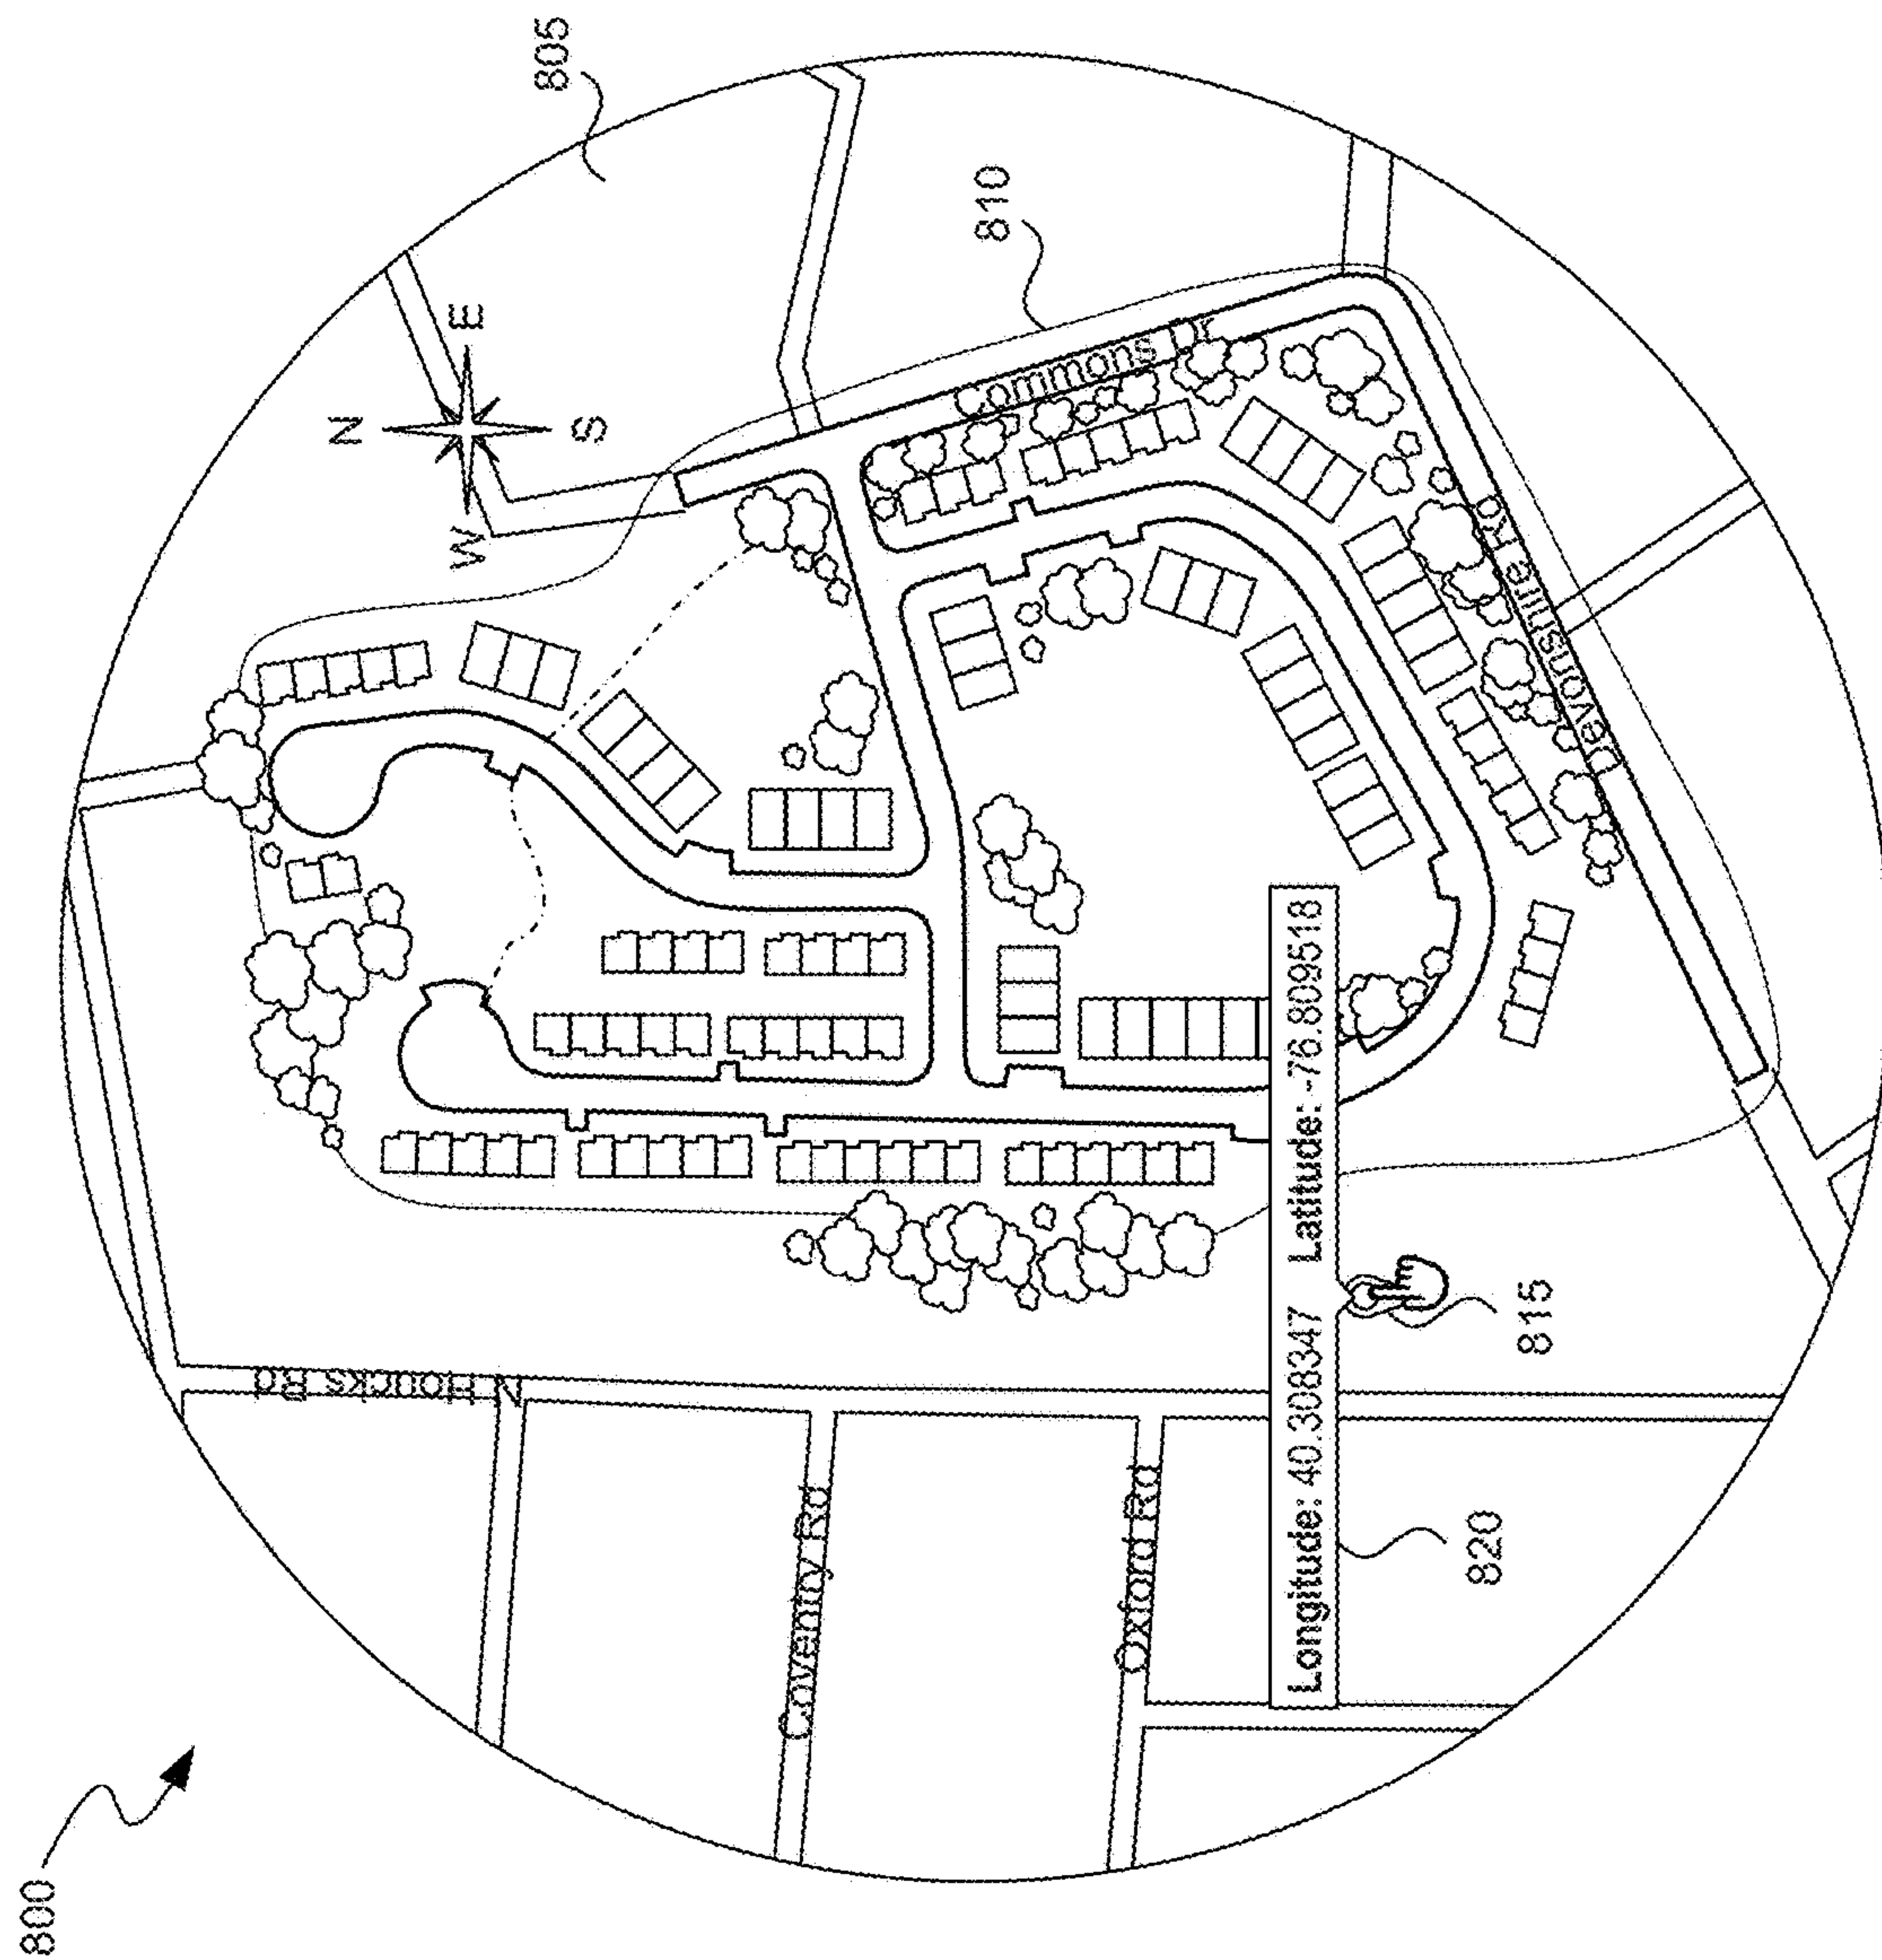 800
N Houcks Rd
N
W
E
S
805
Coventry Rd
810
Commons Dr
Oxford Rd
Longitude: 40.308347 Latitude: -76.809518
820
815
Devonshire Rd